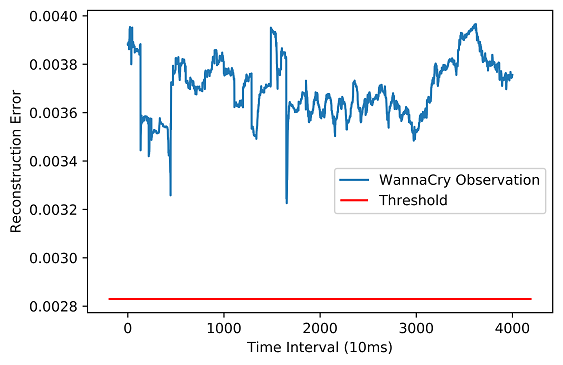 0.0040
0.0038
0.0036
0.0034
0.0032
0.0030
0.0028
Reconstruction Error
WannaCry Observation
Threshold
0 1000 2000 3000 4000
Time Interval (10ms)